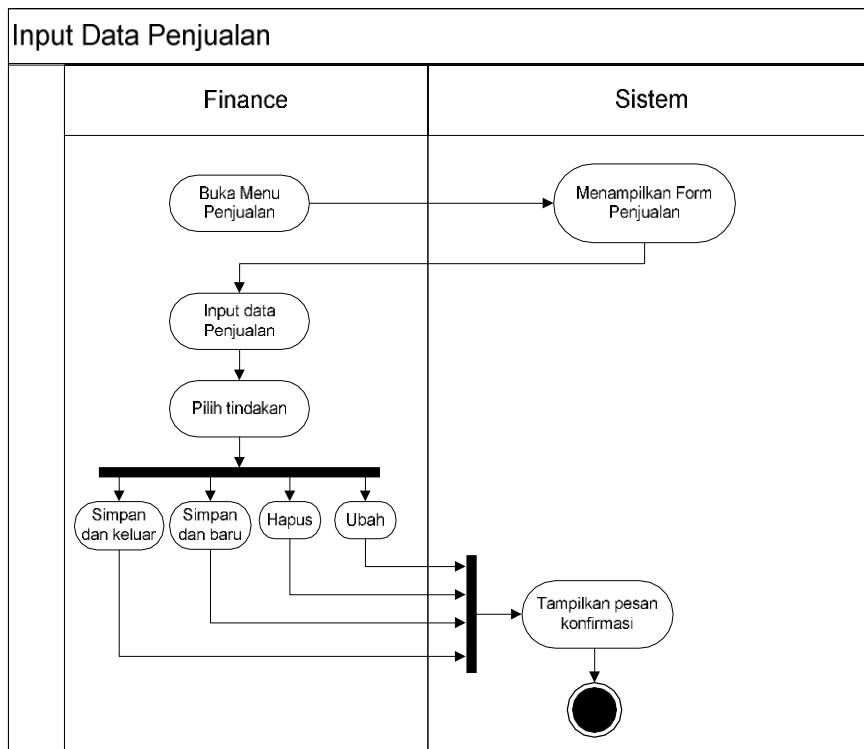 Input Data Penjualan
Finance
Sistem
Buka Menu
Penjualan
Menampilkan Form
Penjualan
Input data
Penjualan
Pilih tindakan
Simpan
dan keluar
Simpan
dan baru
Hapus
Ubah
Tampilkan pesan
konfirmasi